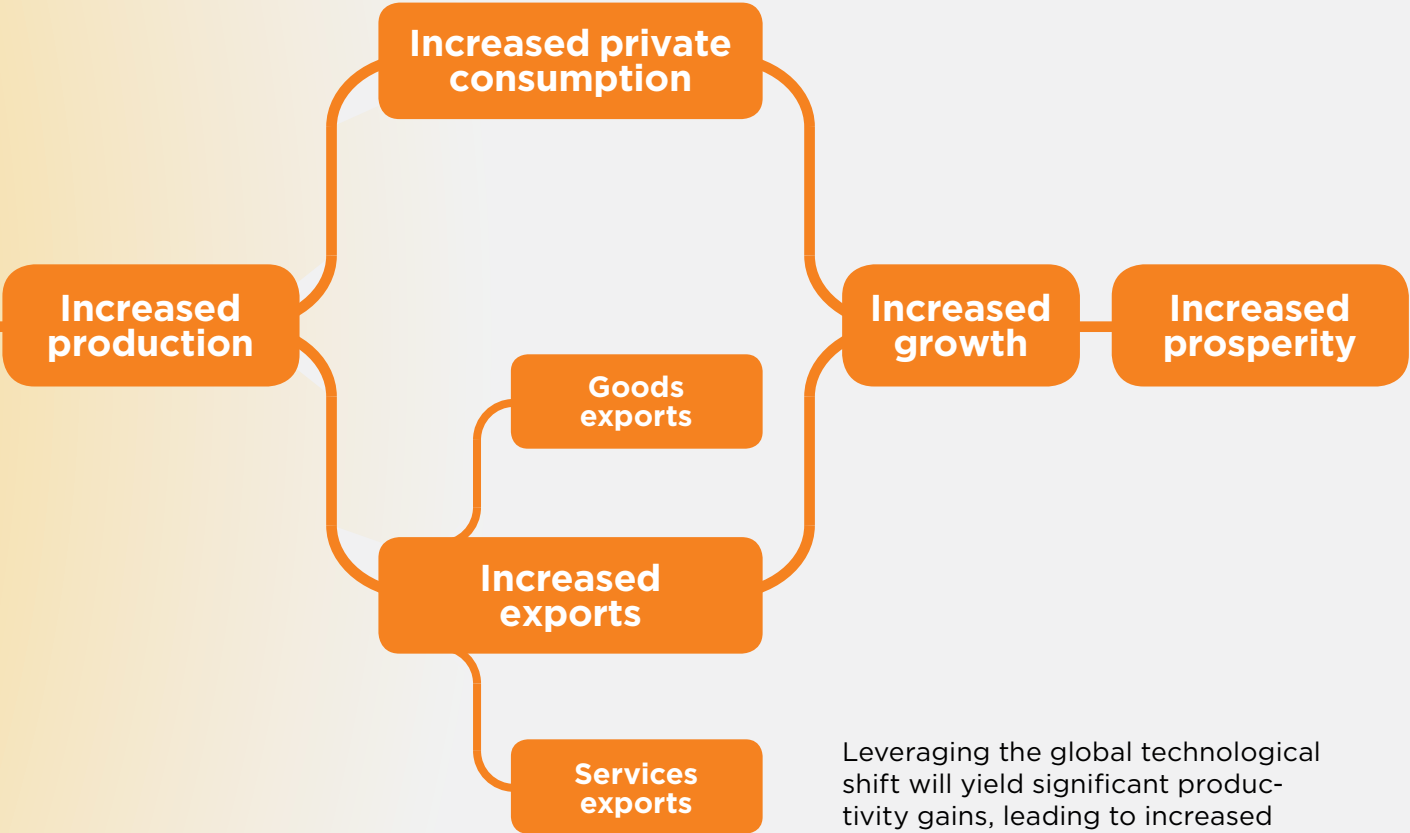 Increased private
consumption
Increased
production
Increased
growth
Increased
prosperity
Goods
exports
Increased
exports
Services
exports
Leveraging the global technological
shift will yield significant produc-
tivity gains, leading to increased